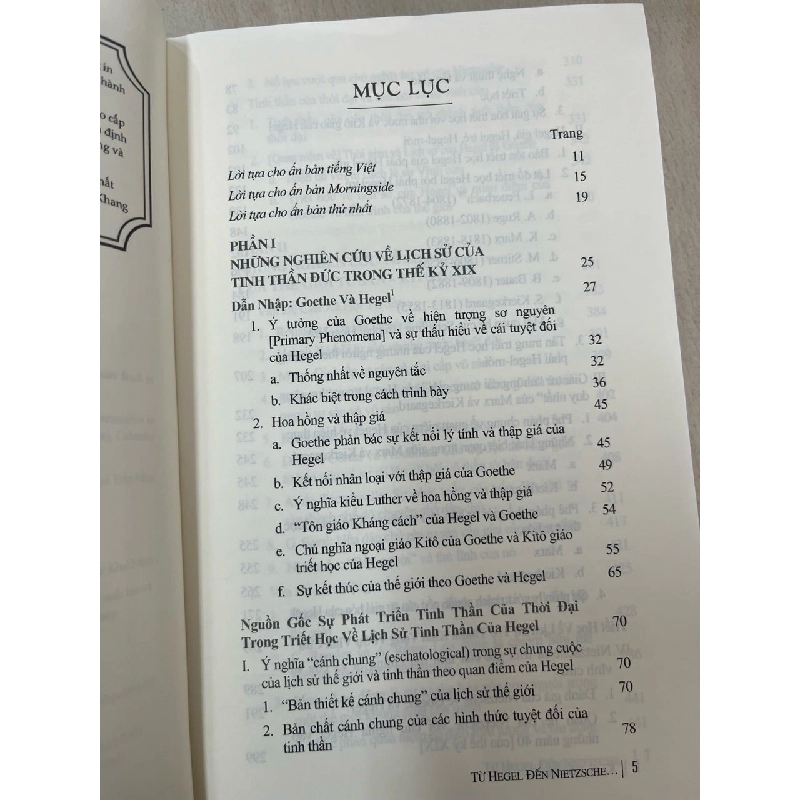 in
hành
o cấp
định
g và
nất
Khang
MỤC LỤC
Trang
Lời tựa cho ấn bản tiếng Việt 11
Lời tựa cho ấn bản Morningside 15
Lời tựa cho ấn bản thứ nhất 19
PHẦN I
NHỮNG NGHIÊN CỨU VỀ LỊCH SỬ CỦA
TINH THẦN ĐỨC TRONG THẾ KỶ XIX 25
Dẫn Nhập: Goethe Và Hegel¹ 27
1. Ý tưởng của Goethe về hiện tượng sơ nguyên
[Primary Phenomena] và sự thấu hiểu về cái tuyệt đối
của Hegel 32
a. Thống nhất về nguyên tắc 32
b. Khác biệt trong cách trình bày 36
2. Hoa hồng và thập giá 45
a. Goethe phản bác sự kết nối lý tính và thập giá của
Hegel 45
b. Kết nối nhân loại với thập giá của Goethe 49
c. Ý nghĩa kiểu Luther về hoa hồng và thập giá 52
d. “Tôn giáo Kháng cách” của Hegel và Goethe 54
e. Chủ nghĩa ngoại giáo Kitô của Goethe và Kitô giáo
triết học của Hegel 55
f. Sự kết thúc của thế giới theo Goethe và Hegel 65
Nguồn Gốc Sự Phát Triển Tinh Thần Của Thời Đại
Trong Triết Học Về Lịch Sử Tinh Thần Của Hegel 70
I. Ý nghĩa “cánh chung” (eschatological) trong sự chung cuộc
của lịch sử thế giới và tinh thần theo quan điểm của Hegel 70
1. “Bản thiết kế cánh chung” của lịch sử thế giới 70
2. Bản chất cánh chung của các hình thức tuyệt đối của
tinh thần 78
TỪ HEGEL ĐẾN NIETZSCHE... | 5